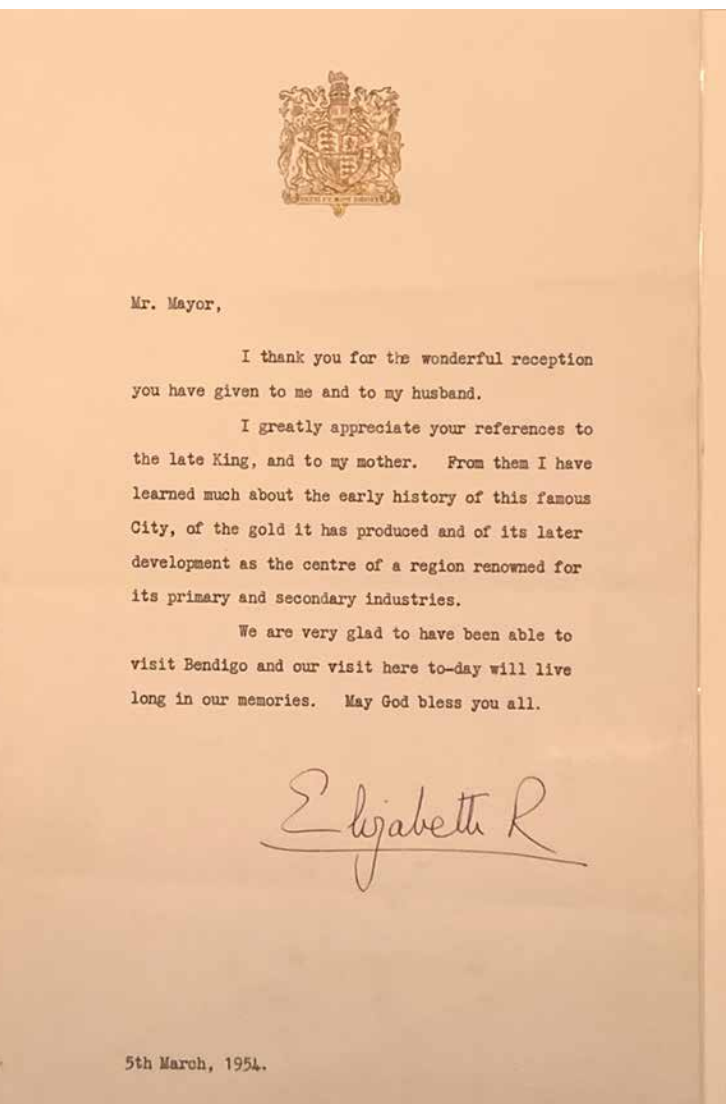 Mr. Mayor,
I thank you for the wonderful reception
you have given to me and to my husband.
I greatly appreciate your references to
the late King, and to my mother. From them I have
learned much about the early history of this famous
City, of the gold it has produced and of its later
development as the centre of a region renowned for
its primary and secondary industries.
We are very glad to have been able to
visit Bendigo and our visit here to-day will live
long in our memories. May God bless you all.
Elizabeth R
5th March, 1954.